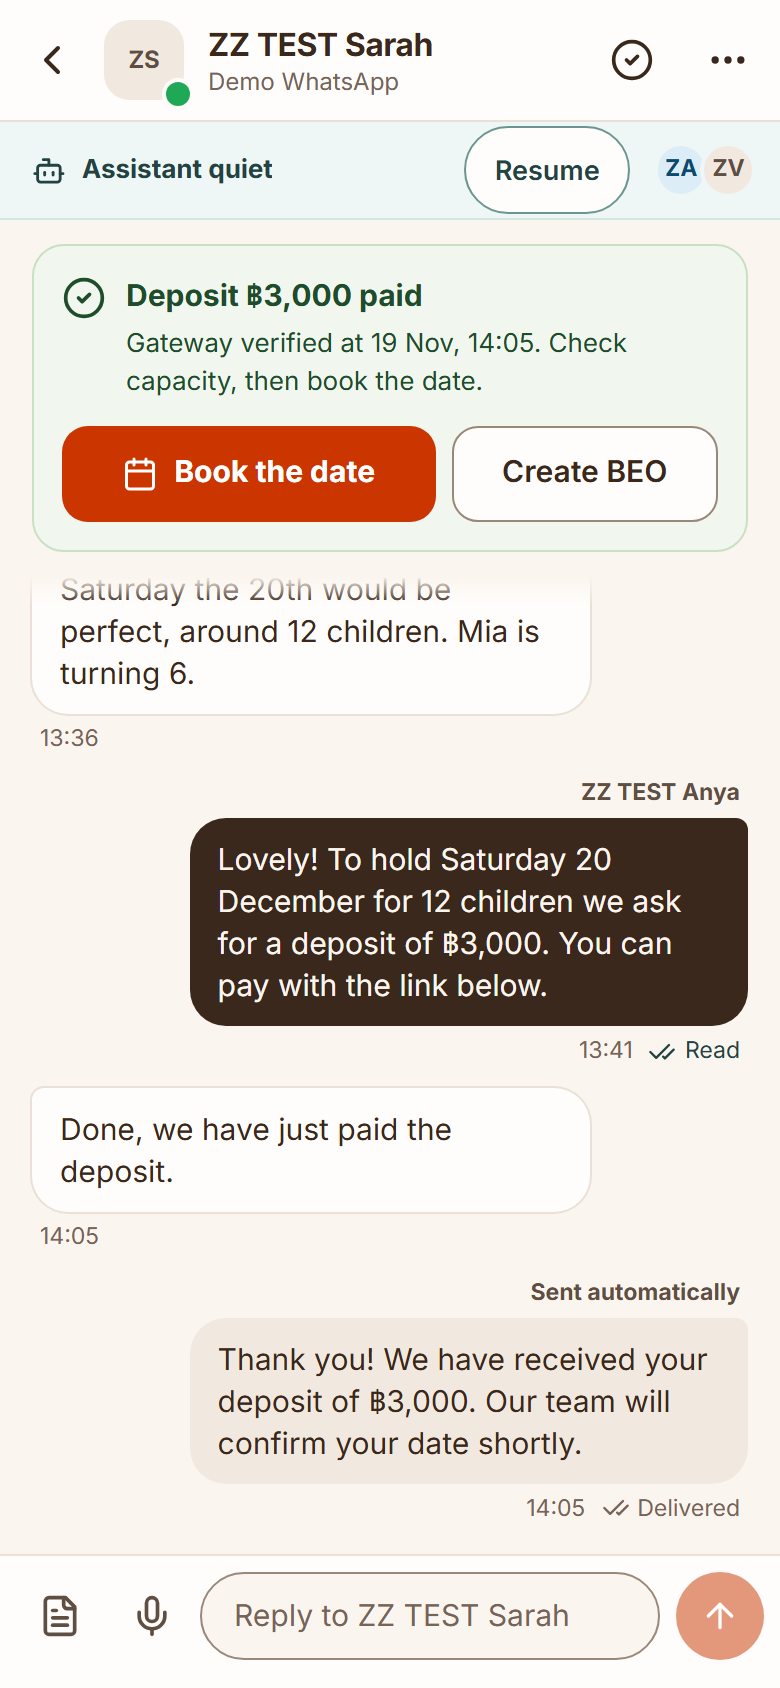 ZS
ZZ TEST Sarah
Demo WhatsApp
Assistant quiet
Resume
ZA
ZV
Deposit ฿3,000 paid
Gateway verified at 19 Nov, 14:05. Check
capacity, then book the date.
Book the date
Create BEO
Saturday the 20th would be
perfect, around 12 children. Mia is
turning 6.
13:36
ZZ TEST Anya
Lovely! To hold Saturday 20
December for 12 children we ask
for a deposit of ฿3,000. You can
pay with the link below.
13:41 Read
Done, we have just paid the
deposit.
14:05
Sent automatically
Thank you! We have received your
deposit of ฿3,000. Our team will
confirm your date shortly.
14:05 Delivered
Reply to ZZ TEST Sarah